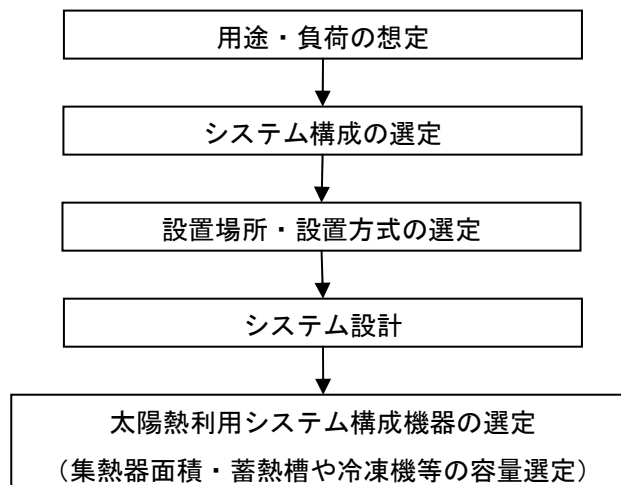 用途・負荷の想定
システム構成の選定
設置場所・設置方式の選定
システム設計
太陽熱利用システム構成機器の選定
（集熱器面積・蓄熱槽や冷凍機等の容量選定）